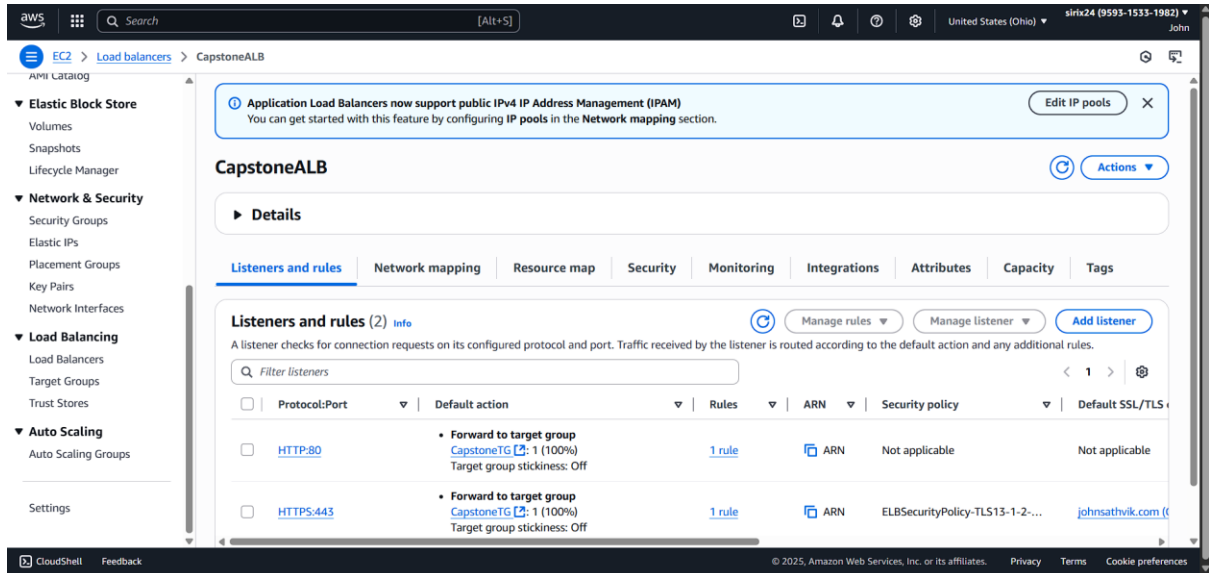 aws
Search
[Alt+S]
United States (Ohio) ▼
sirix24 (9593-1533-1982) ▼
John
EC2 > Load balancers > CapstoneALB
AMI Catalog
▼ Elastic Block Store
Volumes
Snapshots
Lifecycle Manager
▼ Network & Security
Security Groups
Elastic IPs
Placement Groups
Key Pairs
Network Interfaces
▼ Load Balancing
Load Balancers
Target Groups
Trust Stores
▼ Auto Scaling
Auto Scaling Groups
Settings
Application Load Balancers now support public IPv4 IP Address Management (IPAM)
You can get started with this feature by configuring IP pools in the Network mapping section.
Edit IP pools
CapstoneALB
Actions ▼
▶ Details
Listeners and rules
Network mapping
Resource map
Security
Monitoring
Integrations
Attributes
Capacity
Tags
Listeners and rules (2) Info
Manage rules ▼
Manage listener ▼
Add listener
A listener checks for connection requests on its configured protocol and port. Traffic received by the listener is routed according to the default action and any additional rules.
Filter listeners
< 1 >
Protocol:Port
Default action
Rules
ARN
Security policy
Default SSL/TLS
HTTP:80
• Forward to target group
CapstoneTG: 1 (100%)
Target group stickiness: Off
1 rule
ARN
Not applicable
Not applicable
HTTPS:443
• Forward to target group
CapstoneTG: 1 (100%)
Target group stickiness: Off
1 rule
ARN
ELBSecurityPolicy-TLS13-1-2-...
johnsathvik.com
CloudShell
Feedback
© 2025, Amazon Web Services, Inc. or its affiliates.
Privacy
Terms
Cookie preferences